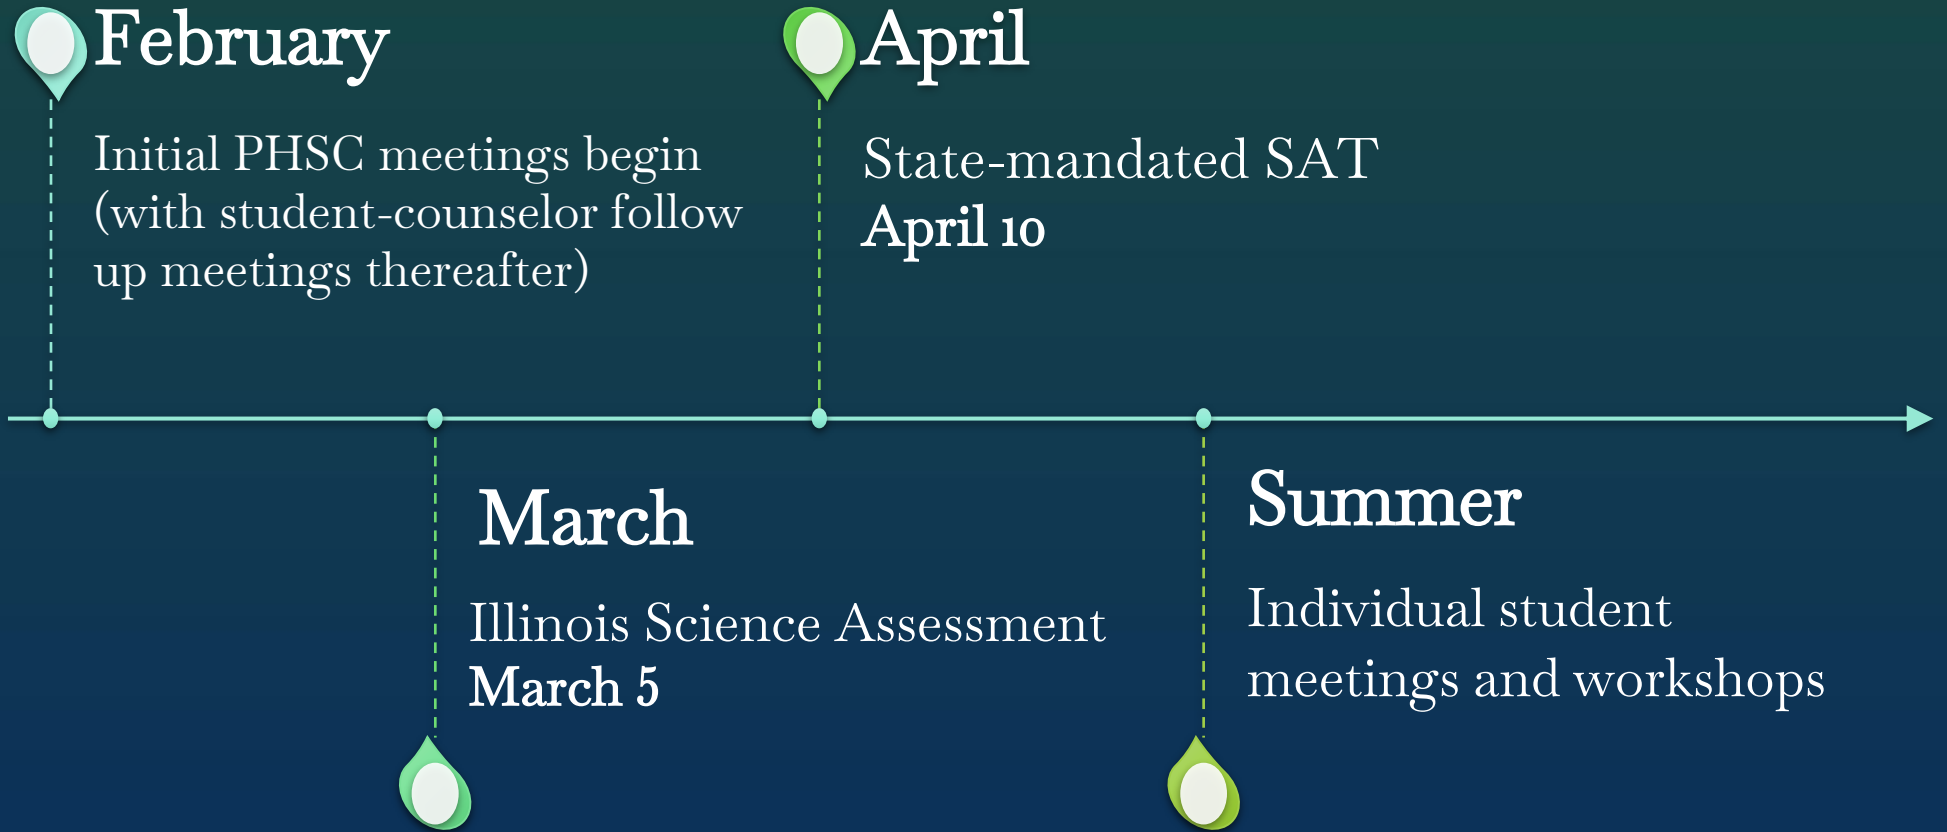 February
Initial PHSC meetings begin
(with student-counselor follow
up meetings thereafter)
April
State-mandated SAT
April 10
March
Illinois Science Assessment
March 5
Summer
Individual student
meetings and workshops